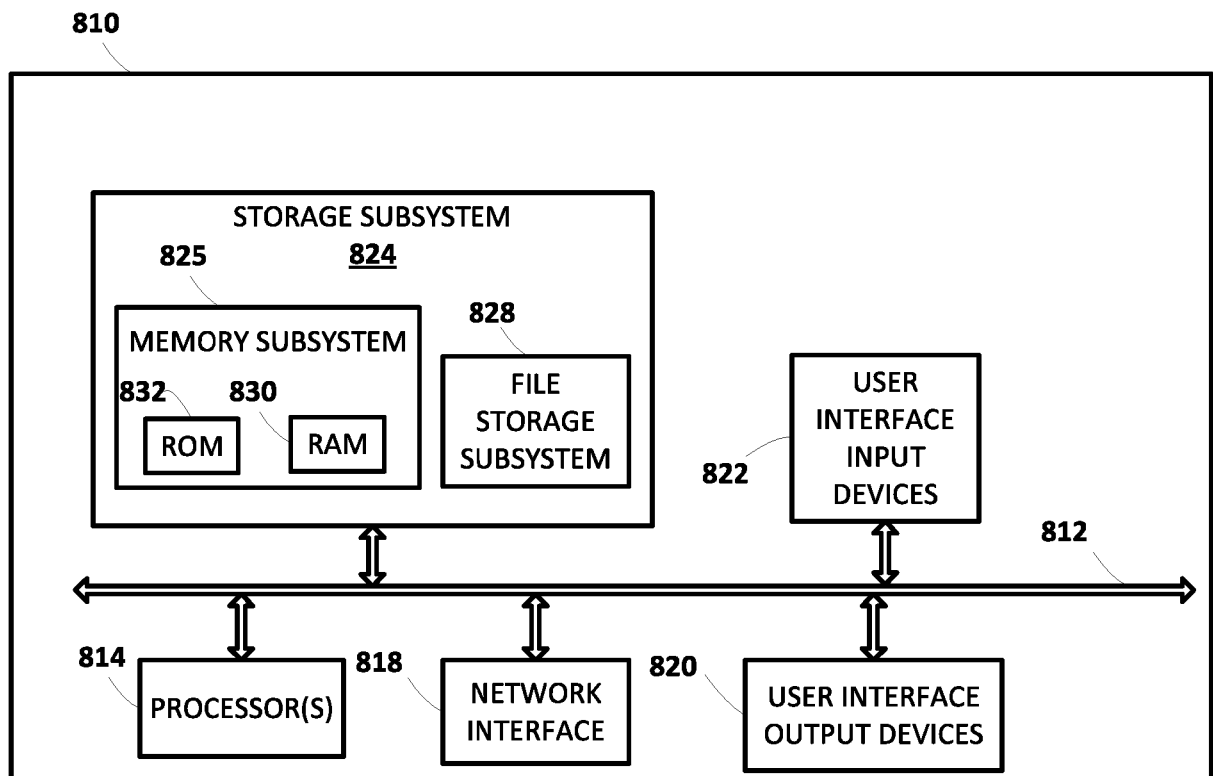 810
STORAGE SUBSYSTEM
824
825
MEMORY SUBSYSTEM
832
ROM
830
RAM
828
FILE
STORAGE
SUBSYSTEM
USER
INTERFACE
INPUT
DEVICES
822
812
814
PROCESSOR(S)
818
NETWORK
INTERFACE
820
USER INTERFACE
OUTPUT DEVICES